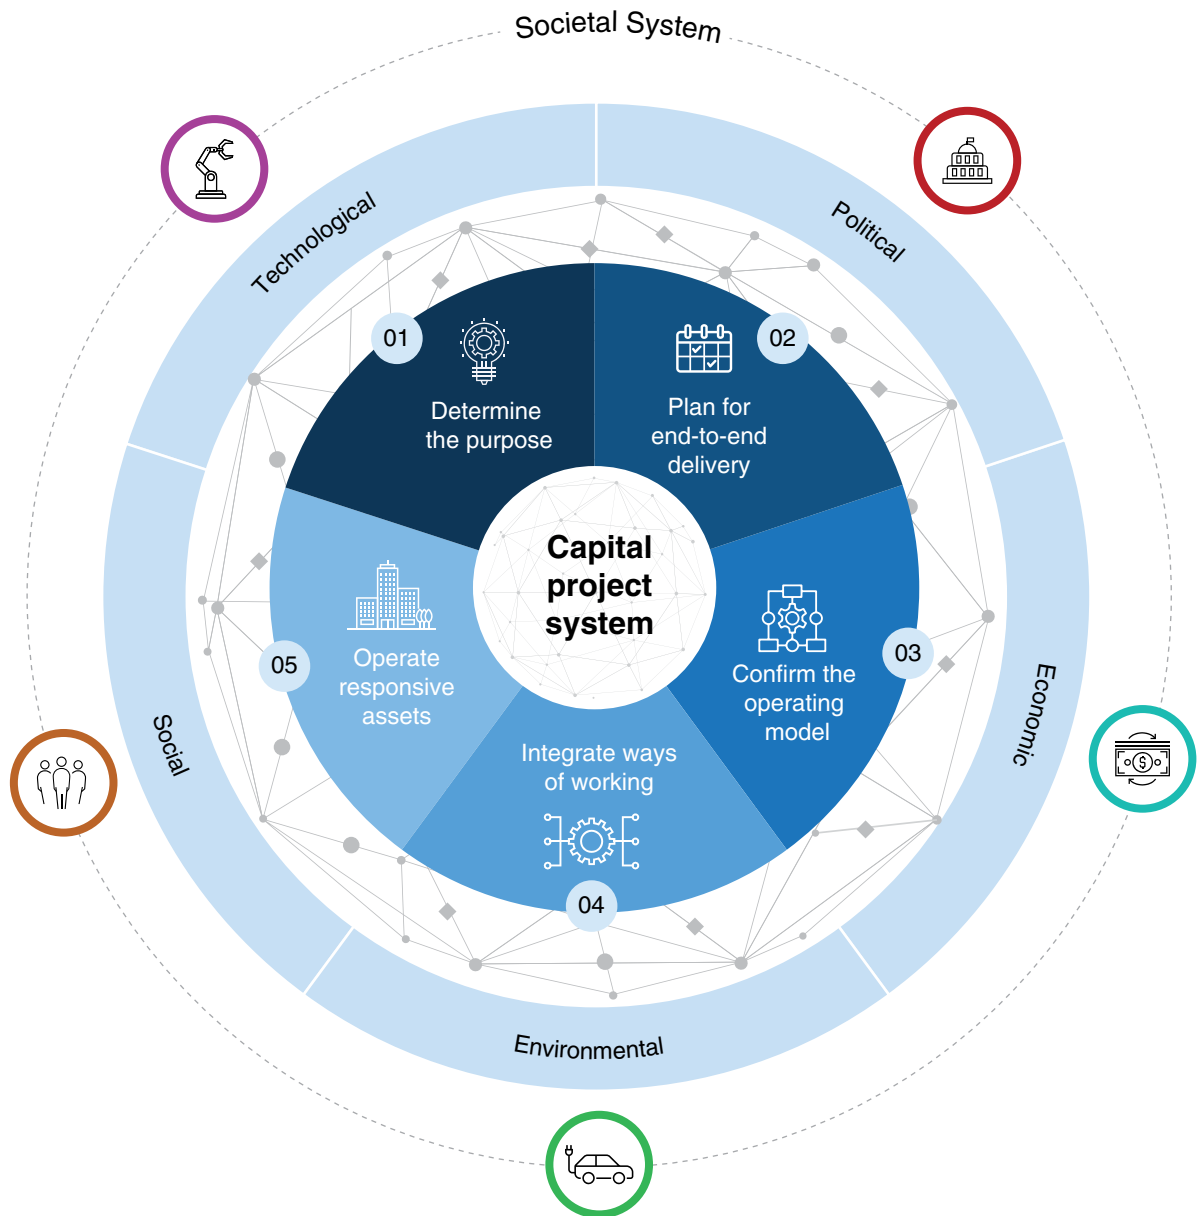 Societal System
Technological
Political
01
02
Determine
the purpose
Plan for
end-to-end
delivery
Capital
project
system
05
Operate
responsive
assets
03
Confirm the
operating
model
Integrate ways
of working
04
Social
Economic
Environmental
$